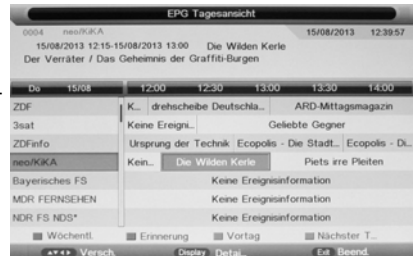 EPG Tagesansicht
0004 neo/KiKA 15/08/2013 12:39:57
15/08/2013 12:15-15/08/2013 13:00 Die Wilden Kerle
Der Verräter / Das Geheimnis der Graffiti-Burgen
Do 15/08 12:00 12:30 13:00 13:30 14:00
ZDF K... drehscheibe Deutschla... ARD-Mittagsmagazin
3sat Keine Ereigni... Geliebte Gegner
ZDFinfo Ursprung der Technik Ecopolis - Die Stadt... Ecopolis - Di...
neo/KiKA Kein... Die Wilden Kerle Piets irre Pleiten
Bayerisches FS Keine Ereignisinformation
MDR FERNSEHEN Keine Ereignisinformation
NDR FS NDS* Keine Ereignisinformation
Wöchentl. Erinnerung Vortag Nächster T...
Versch. Display Detai... Exit Beend.